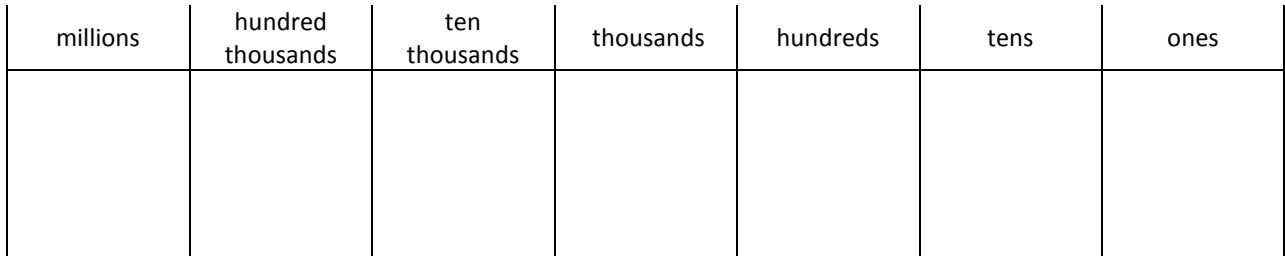 millions
hundred
thousands
ten
thousands
thousands
hundreds
tens
ones